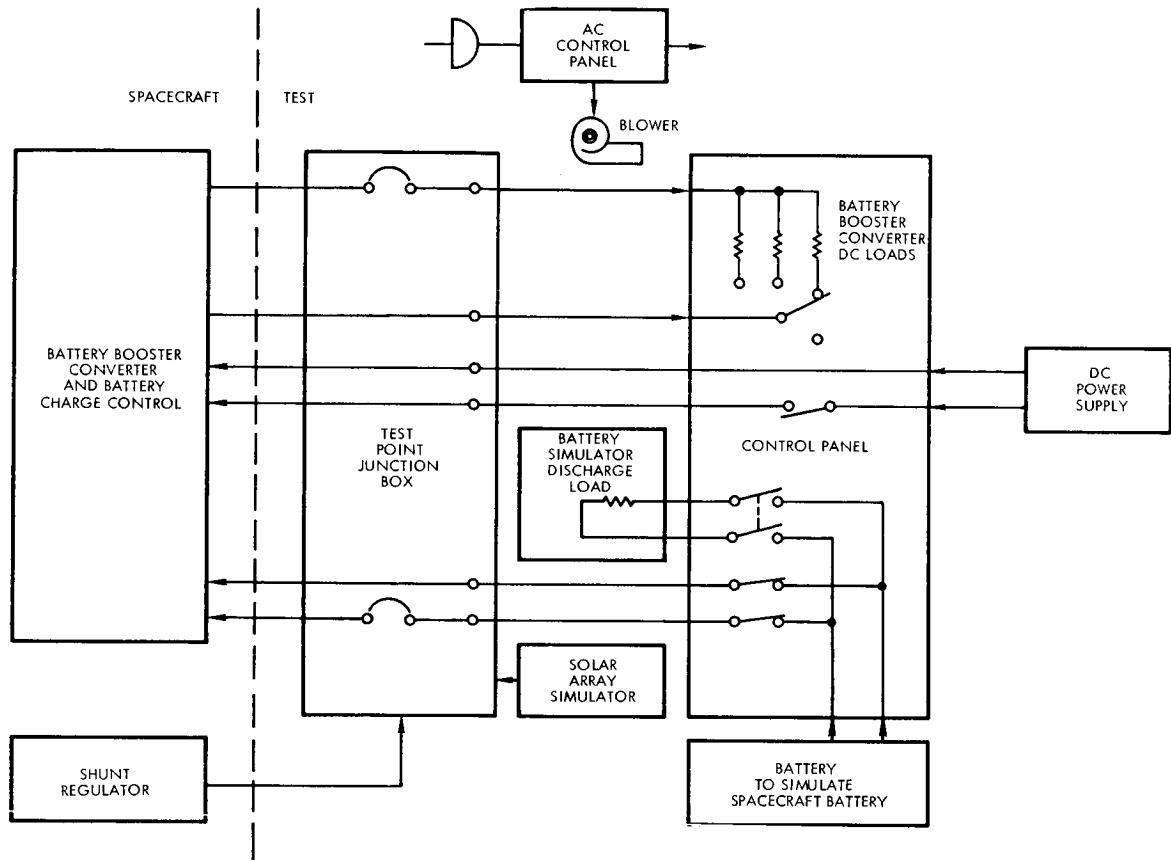 AC
CONTROL
PANEL
SPACECRAFT
TEST
BLOWER
BATTERY
BOOSTER
CONVERTER
DC LOADS
BATTERY BOOSTER
CONVERTER
AND BATTERY
CHARGE CONTROL
DC
POWER
SUPPLY
TEST
POINT
JUNCTION
BOX
BATTERY
SIMULATOR
DISCHARGE
LOAD
CONTROL PANEL
SOLAR
ARRAY
SIMULATOR
SHUNT
REGULATOR
BATTERY
TO SIMULATE
SPACECRAFT BATTERY